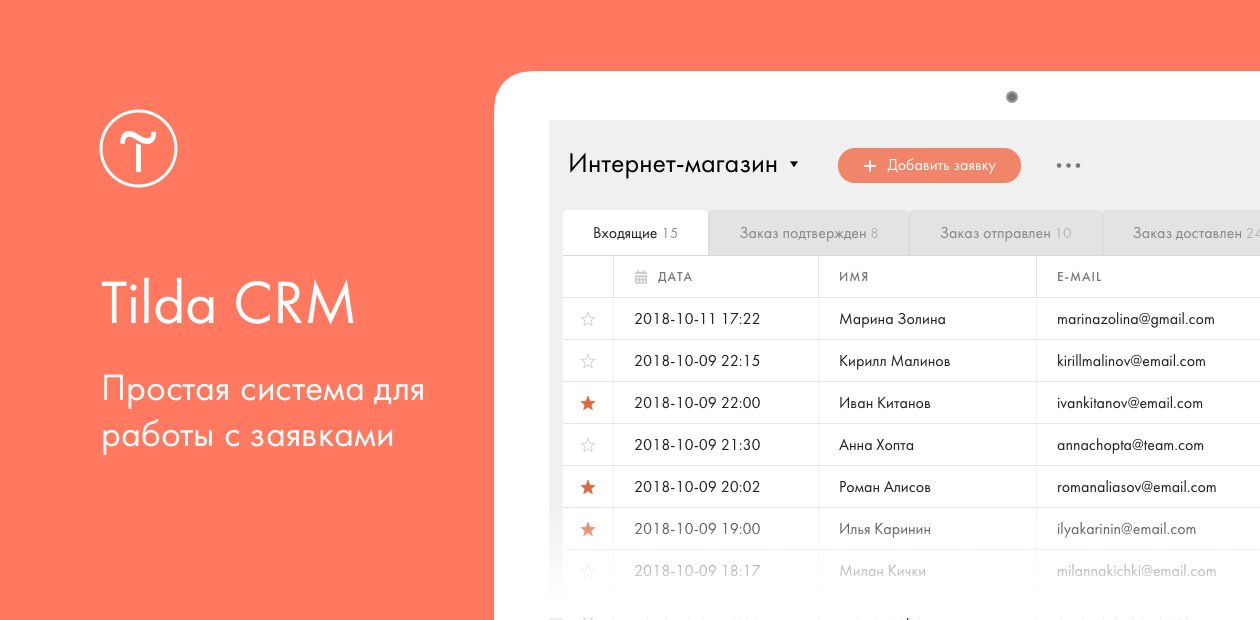 Tilda CRM
Простая система для
работы с заявками
Интернет-магазин
+ Добавить заявку
Входящие 15
Заказ подтвержден 8
Заказ отправлен 10
Заказ доставлен 24
ДАТА ИМЯ E-MAIL
2018-10-11 17:22 Марина Золина marinazolina@gmail.com
2018-10-09 22:15 Кирилл Малинов kirillmalinov@email.com
2018-10-09 22:00 Иван Китанов ivankitanov@email.com
2018-10-09 21:30 Анна Хопта annachopta@team.com
2018-10-09 20:02 Роман Алисов romanaliasov@email.com
2018-10-09 19:00 Илья Каринин ilyakarinin@email.com
2018-10-09 18:17 Милан Кички milannakichki@email.com